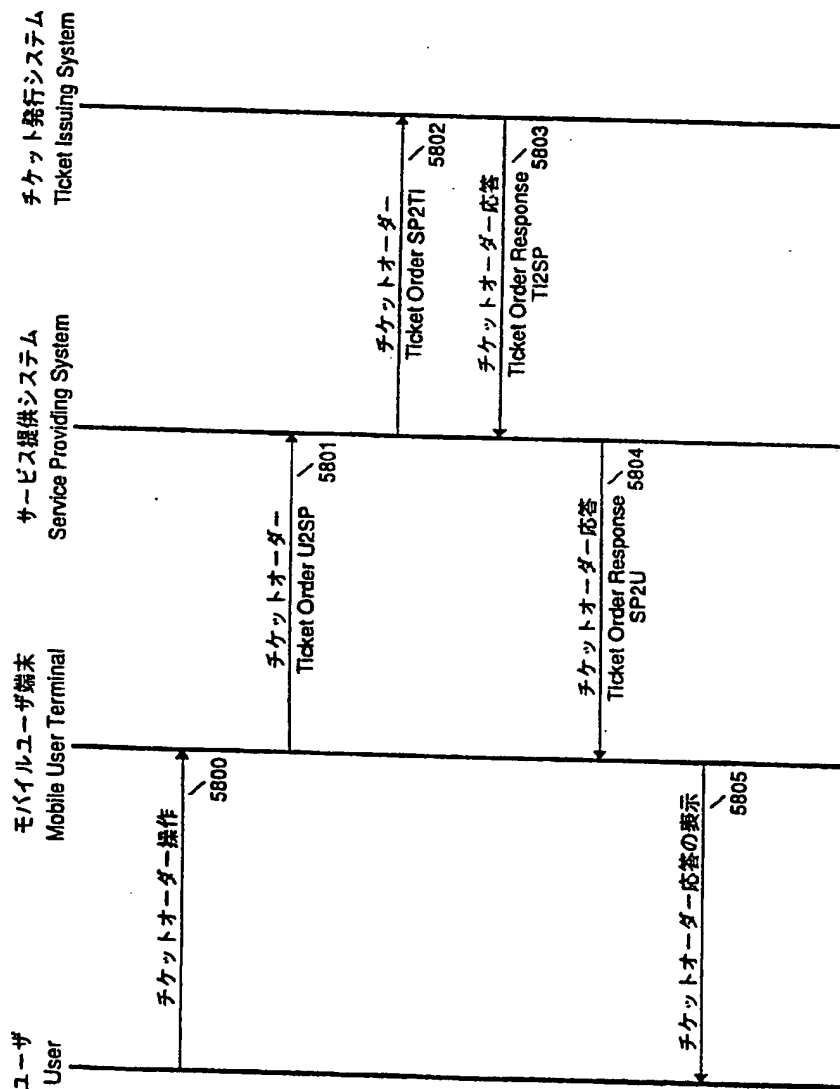 ユーザ
User
モバイルユーザ端末
Mobile User Terminal
サービス提供システム
Service Providing System
チケット発行システム
Ticket Issuing System
チケットオーダー操作
5800
チケットオーダー
Ticket Order U2SP
5801
チケットオーダー
Ticket Order SP2TI
5802
チケットオーダー応答
Ticket Order Response
TI2SP
5803
チケットオーダー応答
Ticket Order Response
SP2U
5804
チケットオーダー応答の表示
5805